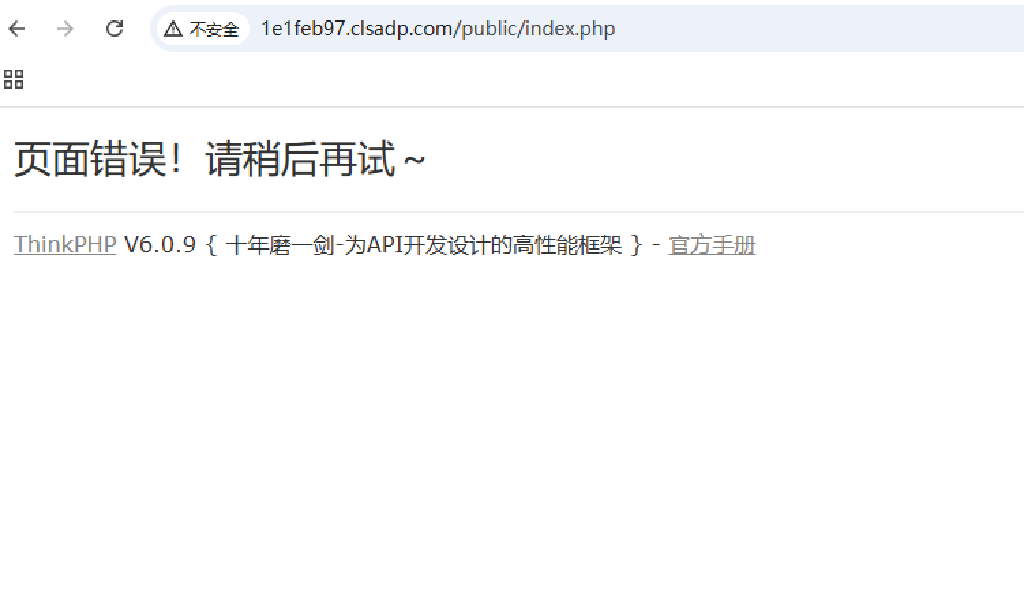 不安全 1e1feb97.clsadp.com/public/index.php
页面错误！请稍后再试～
ThinkPHP V6.0.9 { 十年磨一剑-为API开发设计的高性能框架 } - 官方手册